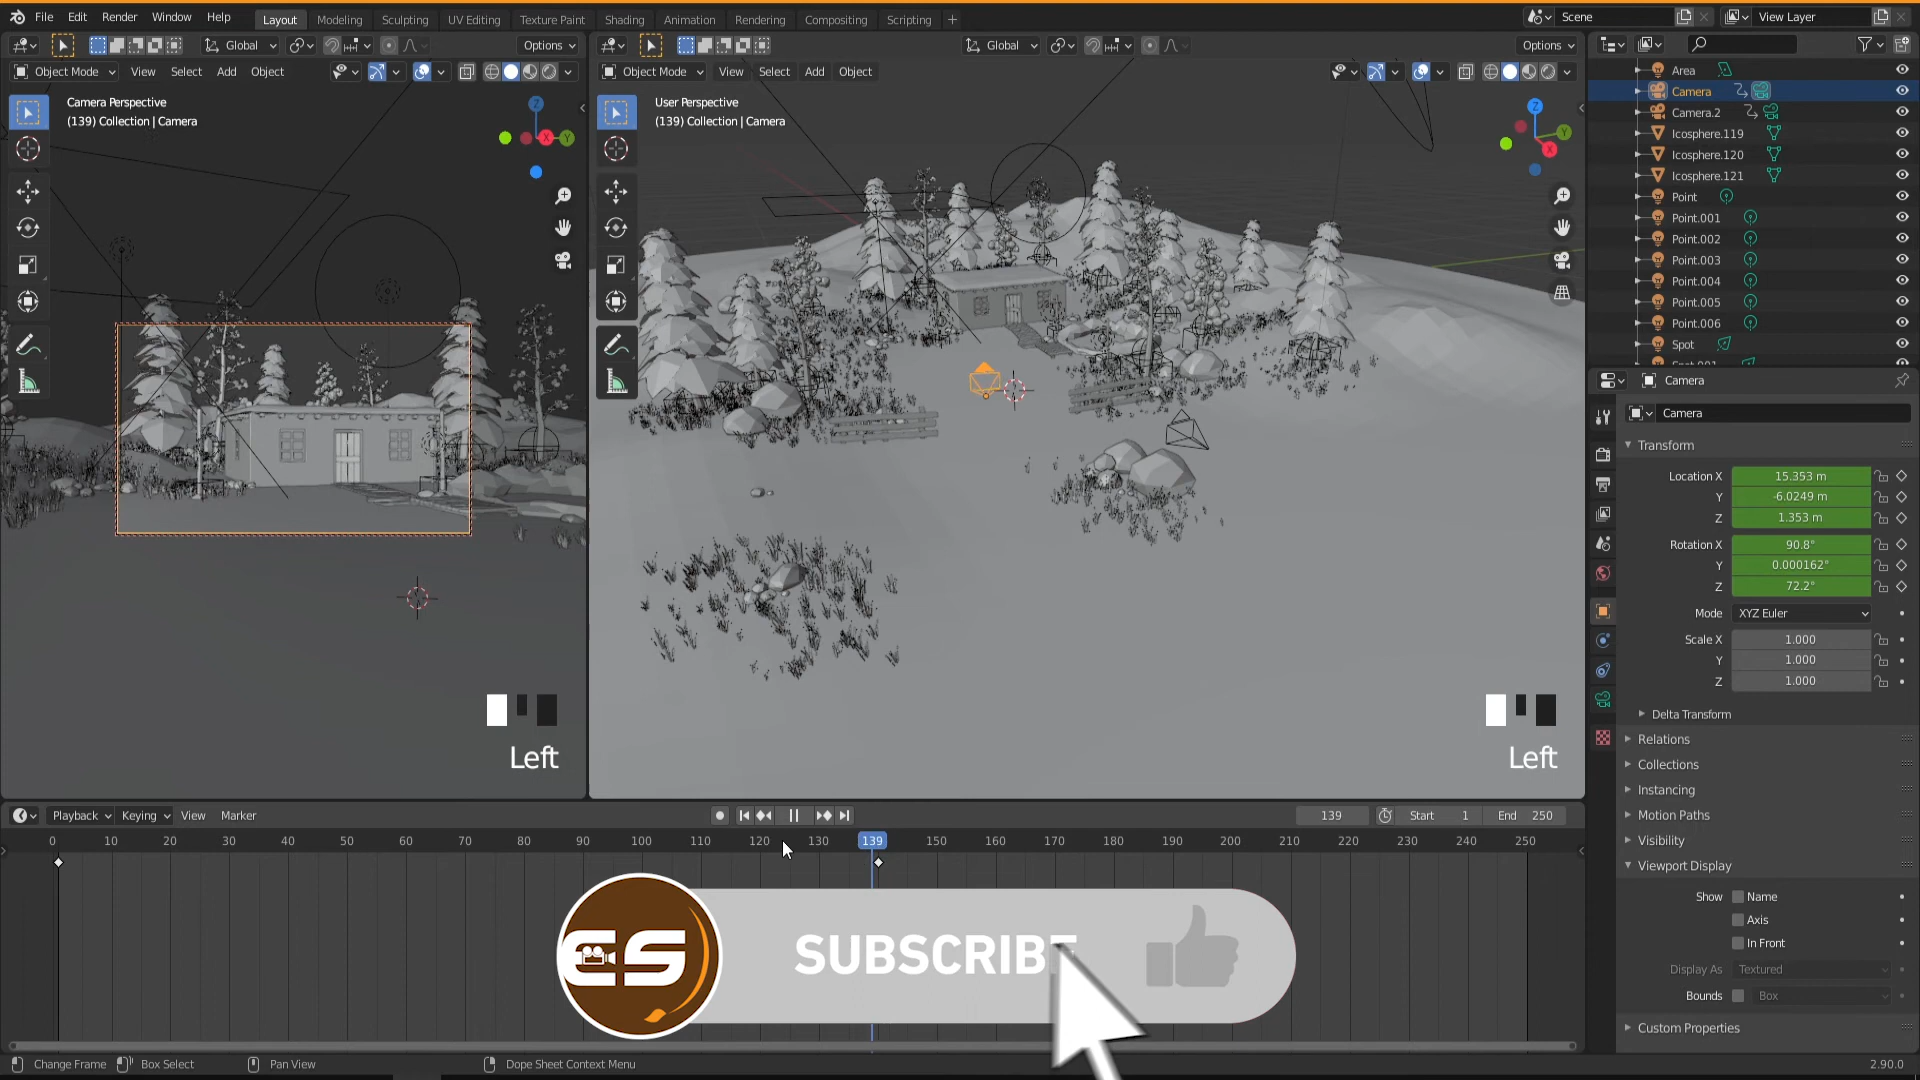 File Edit Render Window Help Layout Modeling Sculpting UV Editing Texture Paint Shading Animation Rendering Compositing Scripting + Scene View Layer
Global Options Global Options
Object Mode View Select Add Object Object Mode View Select Add Object
Camera Perspective
(139) Collection | Camera
User Perspective
(139) Collection | Camera
Z
X
Y
Z
Y
X
Left
Left
Area
Camera
Camera.2
Icosphere.119
Icosphere.120
Icosphere.121
Point
Point.001
Point.002
Point.003
Point.004
Point.005
Point.006
Spot
Camera
Camera
Transform
Location X 15.353 m
Y -6.0249 m
Z 1.353 m
Rotation X 90.8°
Y 0.000162°
Z 72.2°
Mode XYZ Euler
Scale X 1.000
Y 1.000
Z 1.000
Delta Transform
Relations
Collections
Instancing
Motion Paths
Visibility
Viewport Display
Show Name
Axis
In Front
Display As Textured
Bounds Box
Custom Properties
Playback Keying View Marker 139 Start 1 End 250
0 10 20 30 40 50 60 70 80 90 100 110 120 130 139 150 160 170 180 190 200 210 220 230 240 250
ES
SUBSCRIBE
Change Frame Box Select Pan View Dope Sheet Context Menu 2.90.0